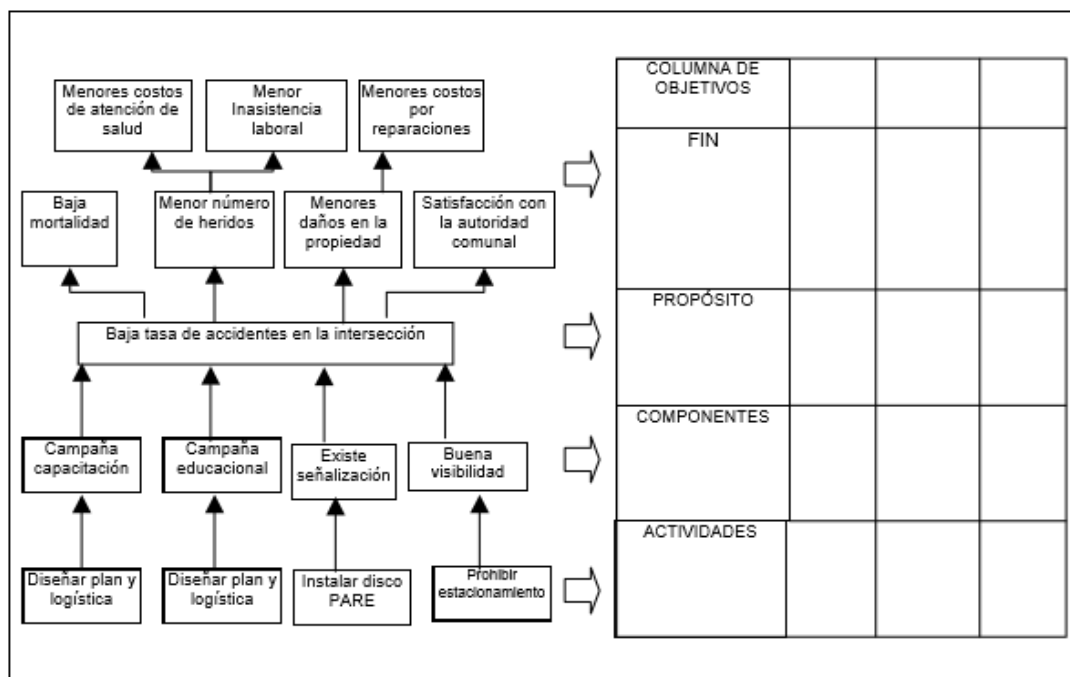 Menores costos
de atención de
salud
Menor
Inasistencia
laboral
Menores costos
por
reparaciones
Baja
mortalidad
Menor número
de heridos
Menores
daños en la
propiedad
Satisfacción con
la autoridad
comunal
Baja tasa de accidentes en la intersección
Campaña
capacitación
Campaña
educacional
Existe
señalización
Buena
visibilidad
Diseñar plan y
logística
Diseñar plan y
logística
Instalar disco
PARE
Prohibir
estacionamiento
COLUMNA DE
OBJETIVOS
FIN
PROPÓSITO
COMPONENTES
ACTIVIDADES